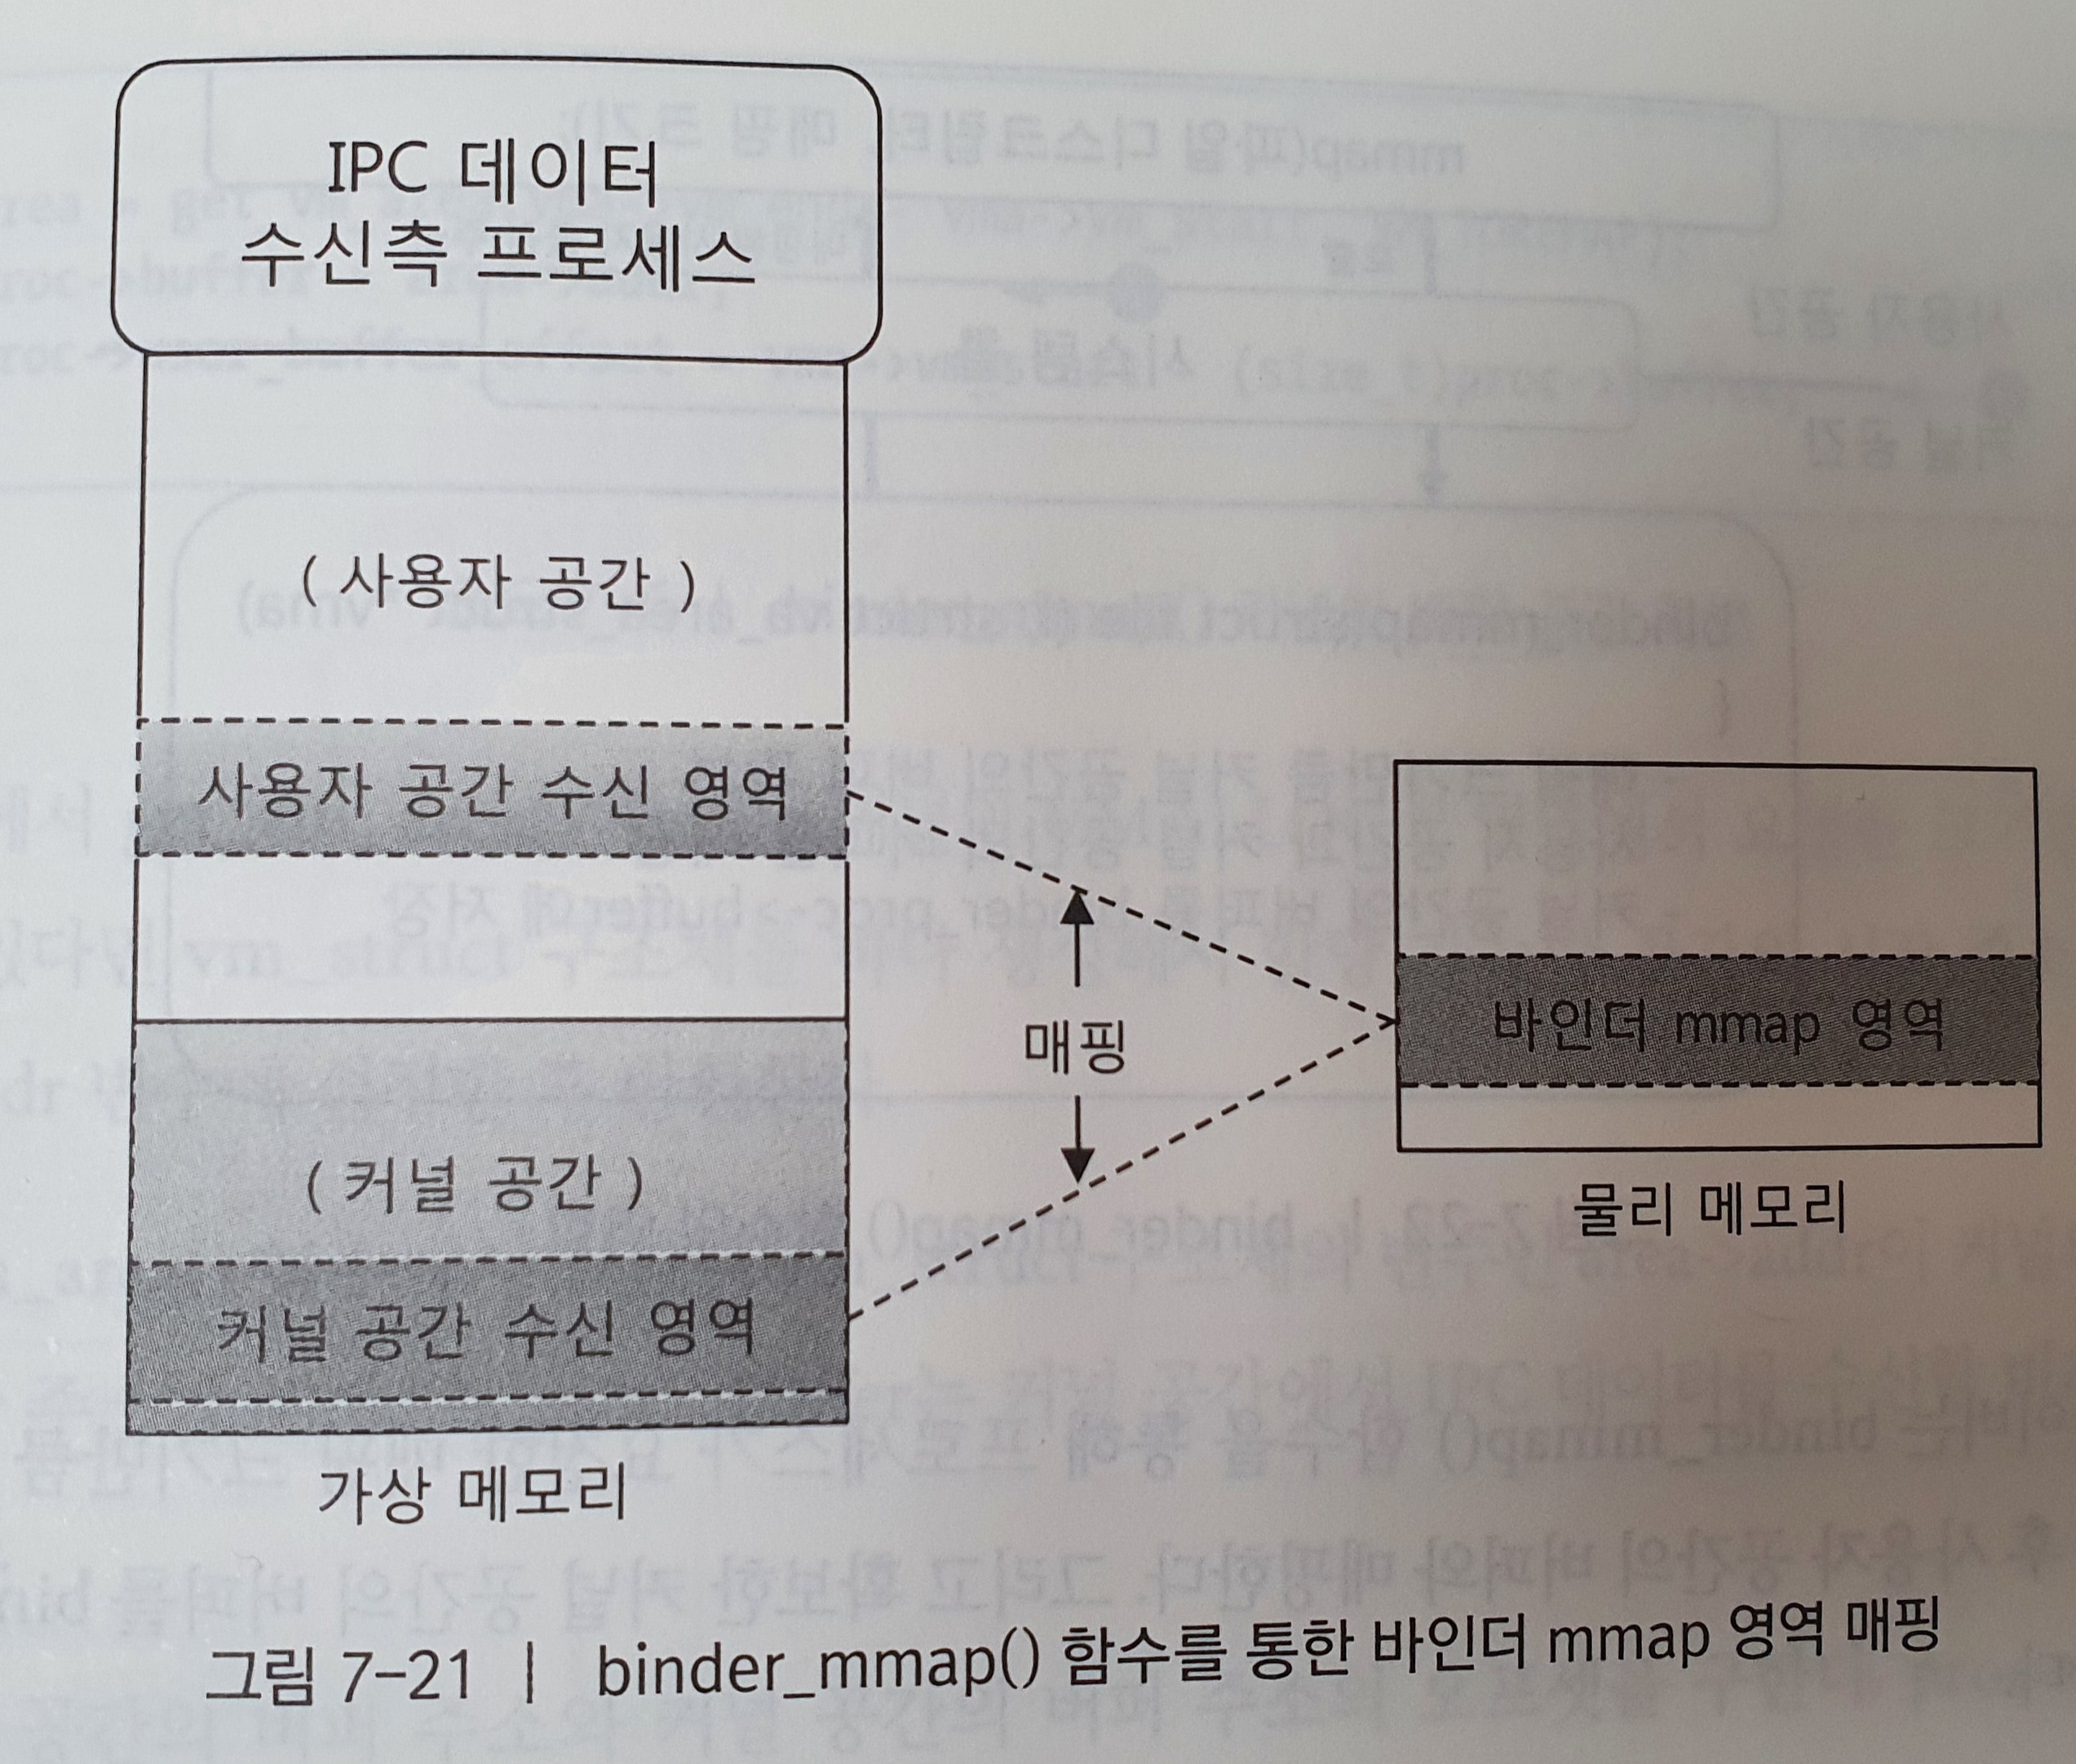 IPC 데이터
수신측 프로세스
( 사용자 공간 )
사용자 공간 수신 영역
( 커널 공간 )
커널 공간 수신 영역
가상 메모리
매핑
바인더 mmap 영역
물리 메모리
그림 7-21 | binder_mmap() 함수를 통한 바인더 mmap 영역 매핑